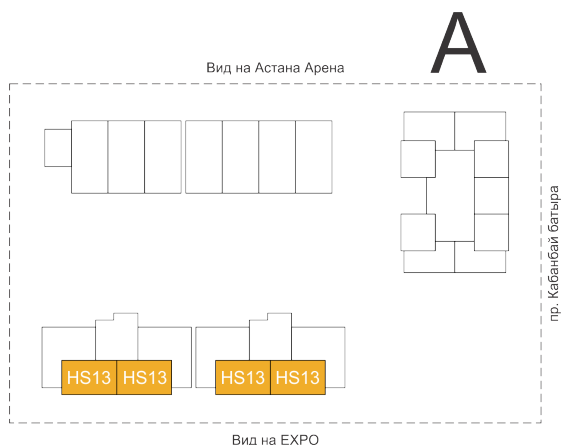 A
Вид на Астана Арена
пр. Кабанбай батыра
HS13 HS13 HS13 HS13
Вид на EXPO